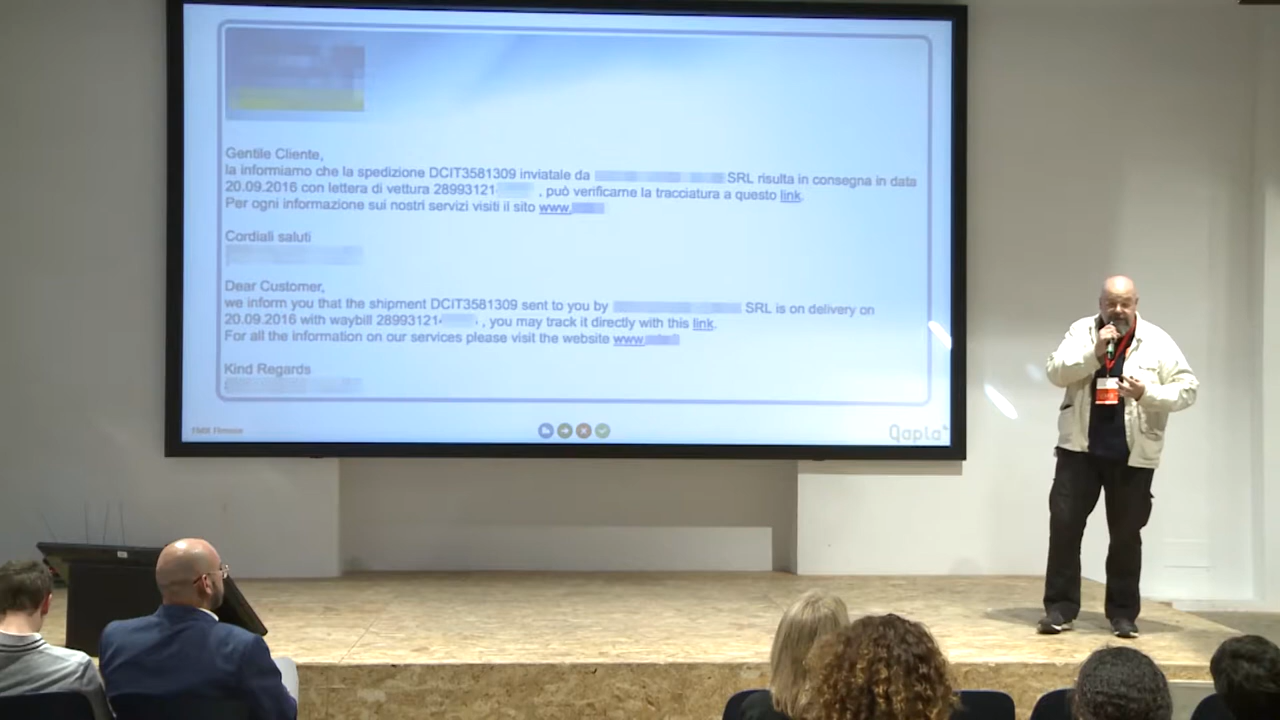 Gentile Cliente,
la informiamo che la spedizione DCIT3581309 inviatale da SRL risulta in consegna in data
20.09.2016 con lettera di vettura 28993121 , può verificarne la tracciatura a questo link.
Per ogni informazione sui nostri servizi visiti il sito www.
Cordiali saluti
Dear Customer,
we inform you that the shipment DCIT3581309 sent to you by SRL is on delivery on
20.09.2016 with waybill 28993121 , you may track it directly with this link.
For all the information on our services please visit the website www.
Kind Regards
Qapla'